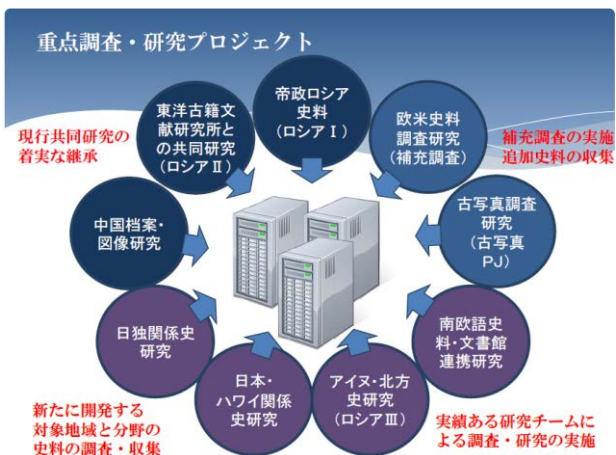 重点調査・研究プロジェクト
帝政ロシア
史料
(ロシアⅠ)
東洋古籍文
献研究所と
の共同研究
(ロシアⅡ)
欧米史料
調査研究
(補充調査)
現行共同研究の
着実な継承
補充調査の実施
追加史料の収集
中国档案・
図像研究
古写真調査
研究
(古写真
PJ)
日独関係史
研究
南欧語史
料・文書館
連携研究
日本・
ハワイ関係
史研究
アイヌ・北方
史研究
(ロシアⅢ)
新たに開発する
対象地域と分野の
史料の調査・収集
実績ある研究チームに
よる調査・研究の実施